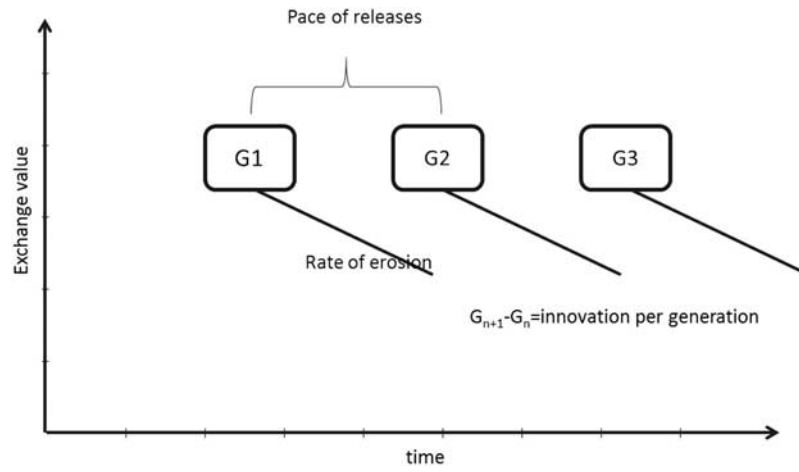 Pace of releases
G1
G2
G3
Exchange value
Rate of erosion
Gₙ₊₁-Gₙ=innovation per generation
time